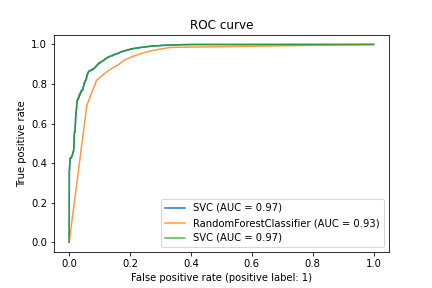 ROC curve
True positive rate
1.0
0.8
0.6
0.4
0.2
0.0
SVC (AUC = 0.97)
RandomForestClassifier (AUC = 0.93)
SVC (AUC = 0.97)
0.0 0.2 0.4 0.6 0.8 1.0
False positive rate (positive label: 1)